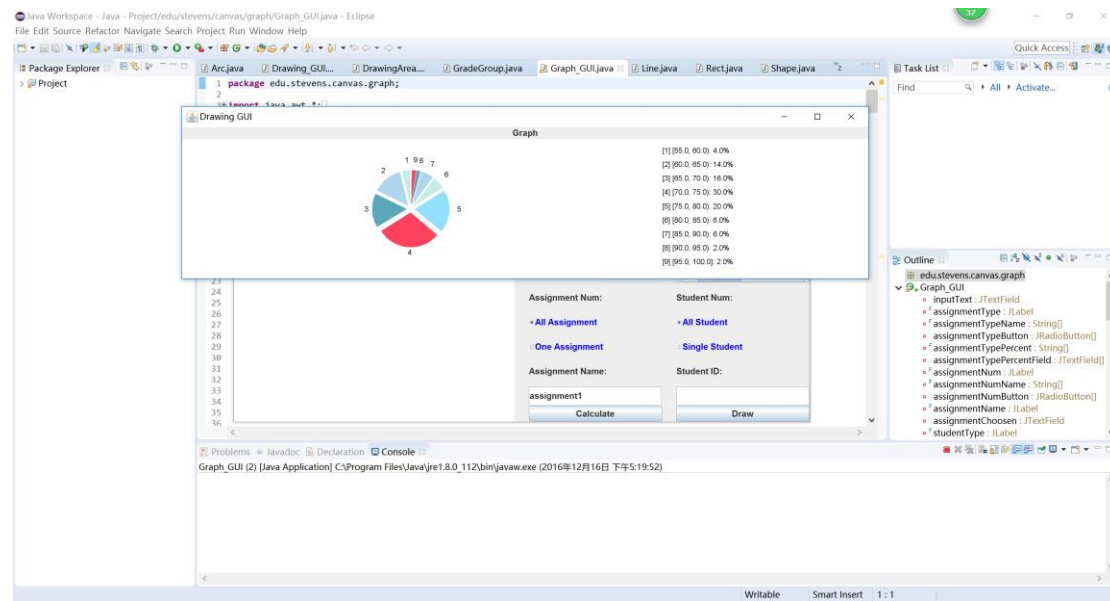 Java Workspace - Java - Project/edu/stevens/canvas/graph/Graph_GUI.java - Eclipse
37
File Edit Source Refactor Navigate Search Project Run Window Help
Quick Access
Package Explorer
Project
Arc.java Drawing_GUI.... DrawingArea.... GradeGroup.java Graph_GUI.java Line.java Rect.java Shape.java "2
1 package edu.stevens.canvas.graph;
2
Drawing GUI
Graph
1 9 8 7
2 6
3 5
4
[1] [55.0, 60.0): 4.0%
[2] [60.0, 65.0): 14.0%
[3] [65.0, 70.0): 16.0%
[4] [70.0, 75.0): 30.0%
[5] [75.0, 80.0): 20.0%
[6] [80.0, 85.0): 6.0%
[7] [85.0, 90.0): 6.0%
[8] [90.0, 95.0): 2.0%
[9] [95.0, 100.0]: 2.0%
23
24
25
26
27
28
29
30
31
32
33
34
35
36
Assignment Num: Student Num:
All Assignment All Student
One Assignment Single Student
Assignment Name: Student ID:
assignment1
Calculate Draw
Task List
Find All Activate...
Outline
edu.stevens.canvas.graph
Graph_GUI
inputText : JTextField
assignmentType : JLabel
assignmentTypeName : String[]
assignmentTypeButton : JRadioButton[]
assignmentTypePercent : String[]
assignmentTypePercentField : JTextField[]
assignmentNum : JLabel
assignmentNumName : String[]
assignmentNumButton : JRadioButton[]
assignmentName : JLabel
assignmentChoosen : JTextField
studentType : JLabel
Problems Javadoc Declaration Console
Graph_GUI (2) [Java Application] C:\Program Files\Java\jre1.8.0_112\bin\javaw.exe (2016年12月16日 下午5:19:52)
Writable Smart Insert 1 : 1